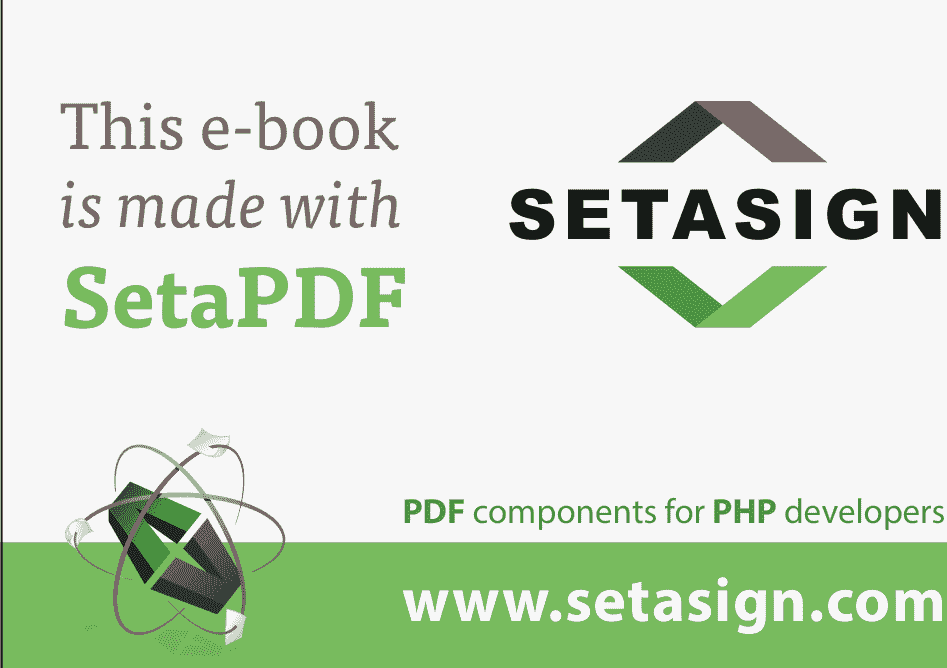 This e-book
is made with
SetaPDF
SETASIGN
PDF components for PHP developers
www.setasign.com